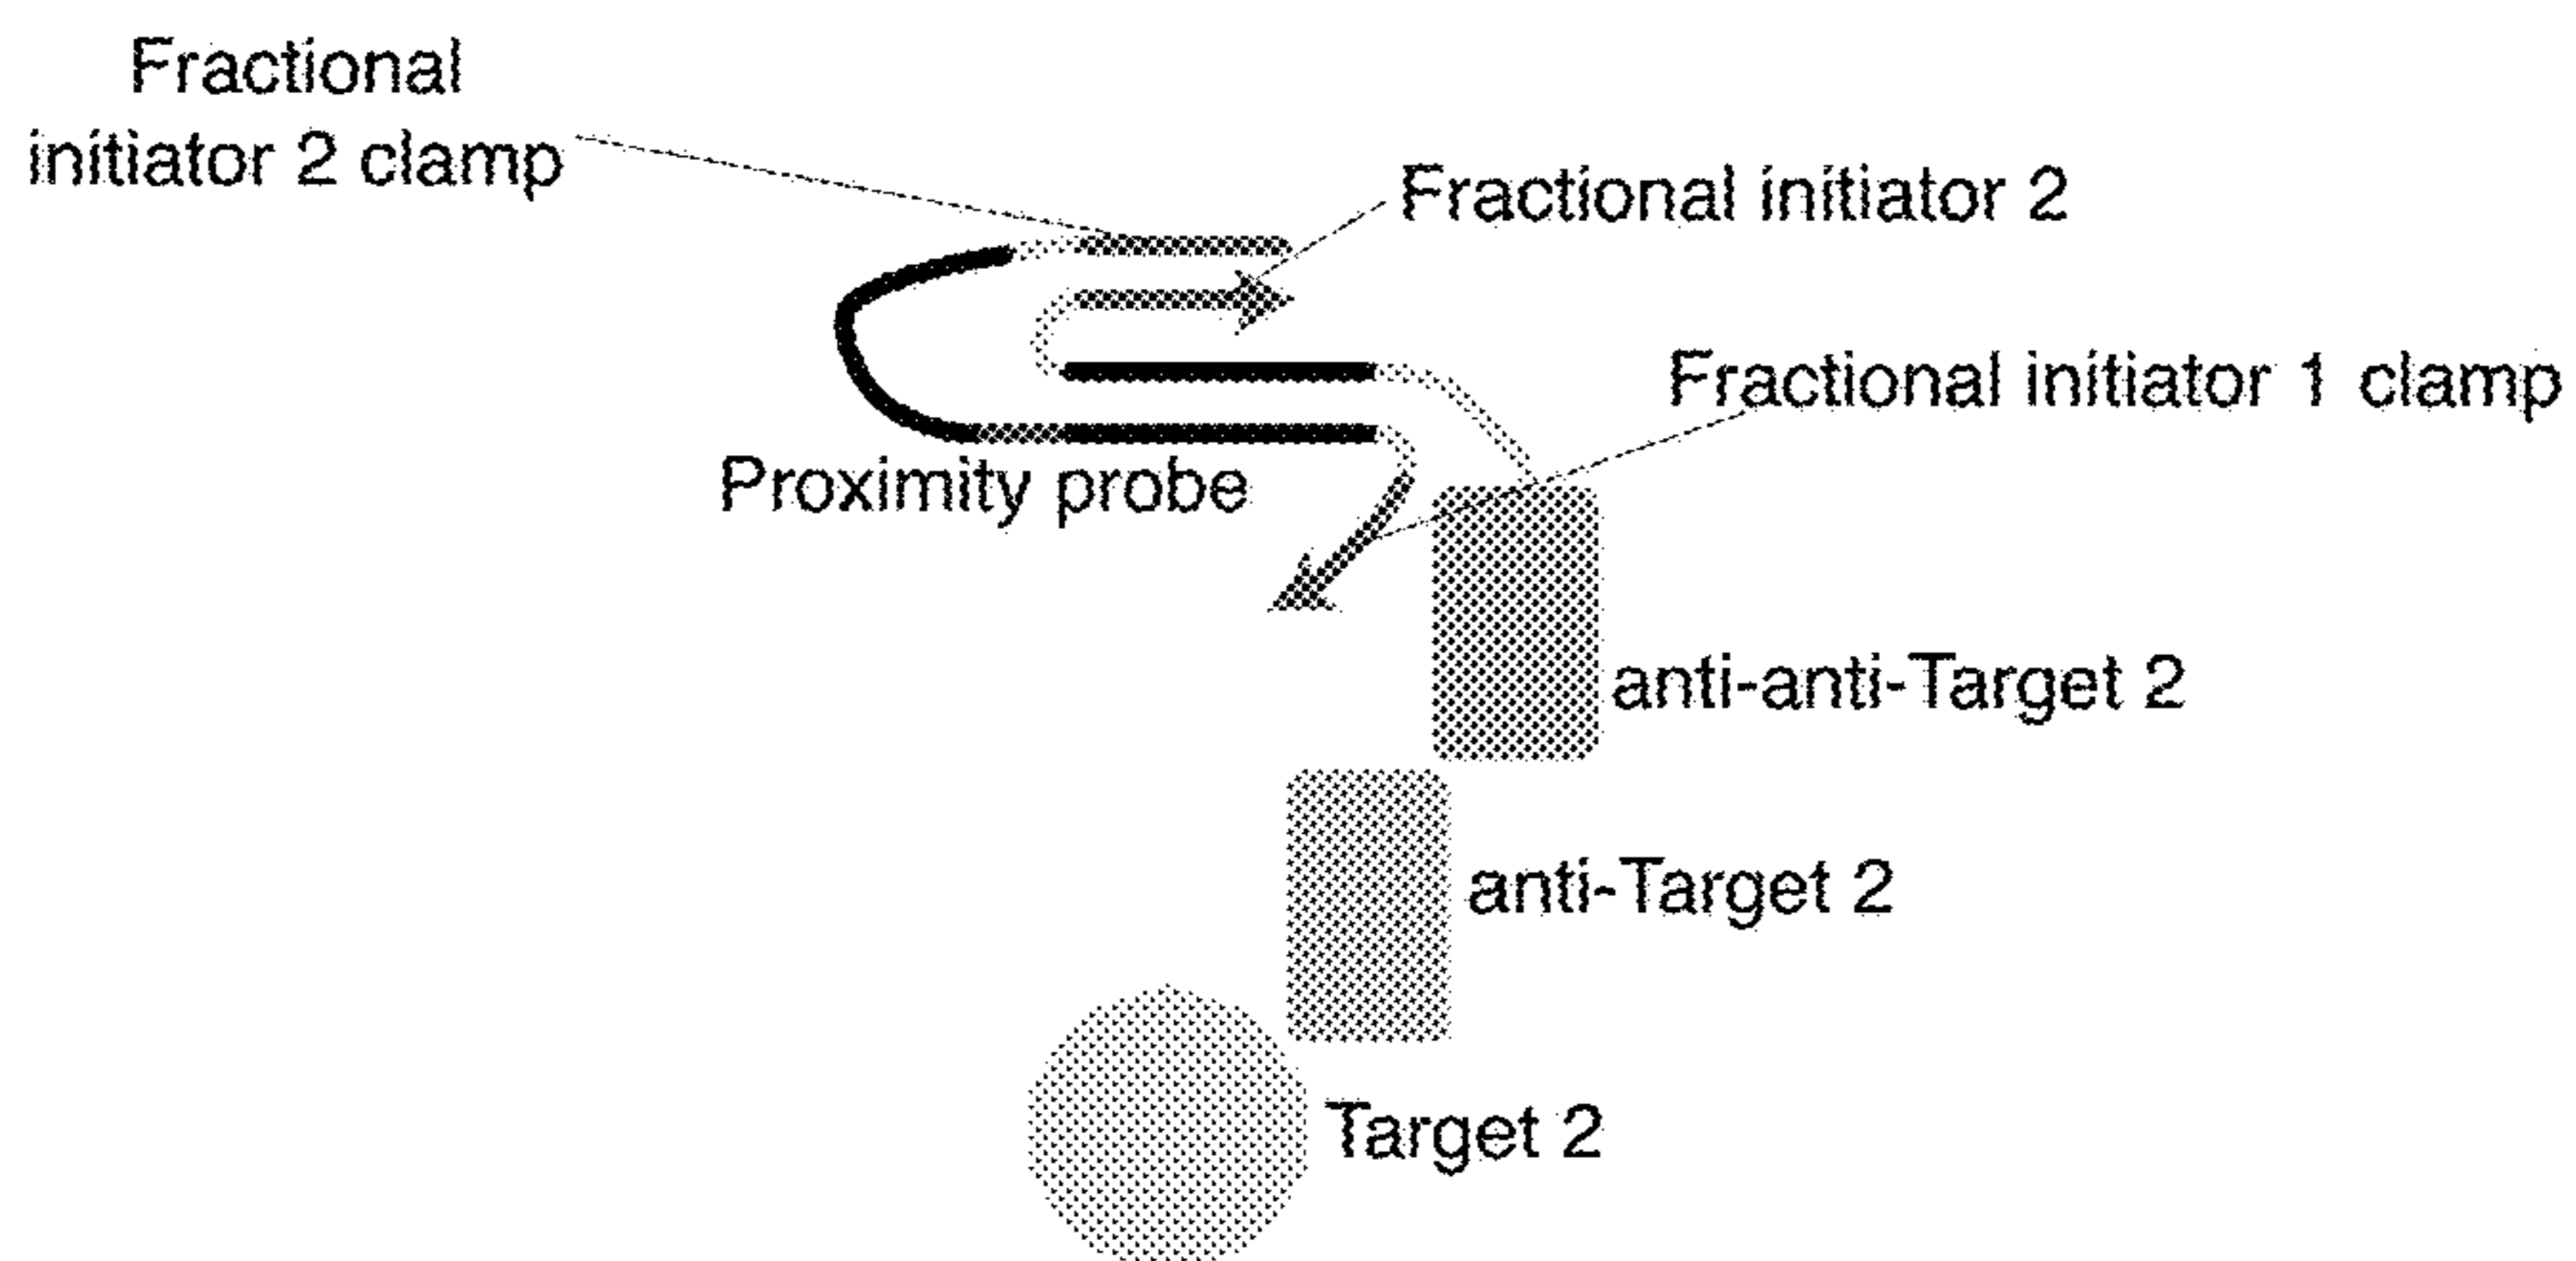 Fractional
initiator 2 clamp
Fractional initiator 2
Fractional initiator 1 clamp
Proximity probe
anti-anti-Target 2
anti-Target 2
Target 2